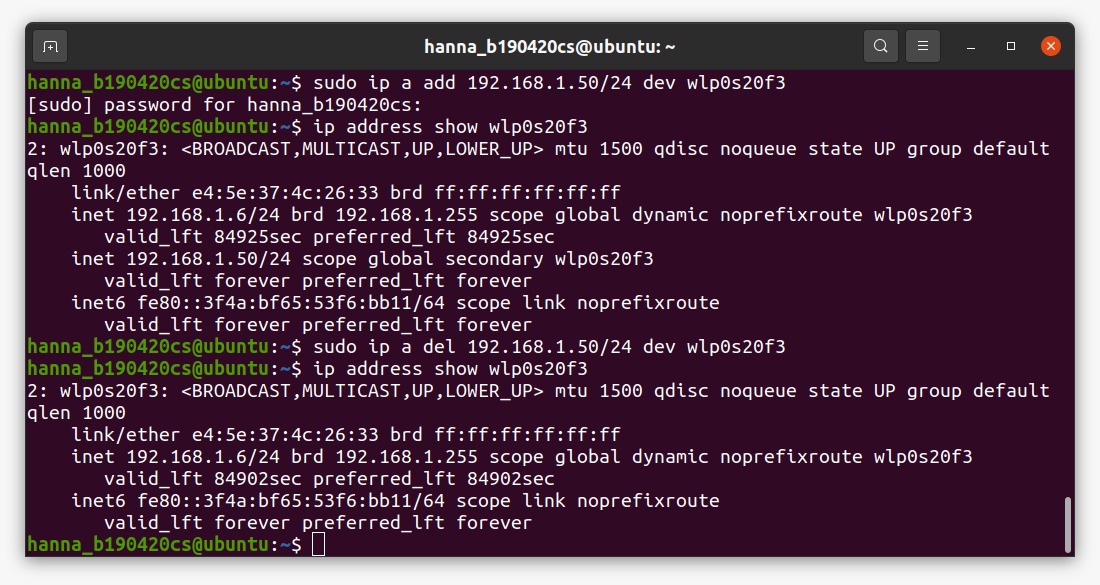 hanna_b190420cs@ubuntu: ~
hanna_b190420cs@ubuntu:~$ sudo ip a add 192.168.1.50/24 dev wlp0s20f3
[sudo] password for hanna_b190420cs:
hanna_b190420cs@ubuntu:~$ ip address show wlp0s20f3
2: wlp0s20f3: <BROADCAST,MULTICAST,UP,LOWER_UP> mtu 1500 qdisc noqueue state UP group default
qlen 1000
    link/ether e4:5e:37:4c:26:33 brd ff:ff:ff:ff:ff:ff
    inet 192.168.1.6/24 brd 192.168.1.255 scope global dynamic noprefixroute wlp0s20f3
       valid_lft 84925sec preferred_lft 84925sec
    inet 192.168.1.50/24 scope global secondary wlp0s20f3
       valid_lft forever preferred_lft forever
    inet6 fe80::3f4a:bf65:53f6:bb11/64 scope link noprefixroute
       valid_lft forever preferred_lft forever
hanna_b190420cs@ubuntu:~$ sudo ip a del 192.168.1.50/24 dev wlp0s20f3
hanna_b190420cs@ubuntu:~$ ip address show wlp0s20f3
2: wlp0s20f3: <BROADCAST,MULTICAST,UP,LOWER_UP> mtu 1500 qdisc noqueue state UP group default
qlen 1000
    link/ether e4:5e:37:4c:26:33 brd ff:ff:ff:ff:ff:ff
    inet 192.168.1.6/24 brd 192.168.1.255 scope global dynamic noprefixroute wlp0s20f3
       valid_lft 84902sec preferred_lft 84902sec
    inet6 fe80::3f4a:bf65:53f6:bb11/64 scope link noprefixroute
       valid_lft forever preferred_lft forever
hanna_b190420cs@ubuntu:~$